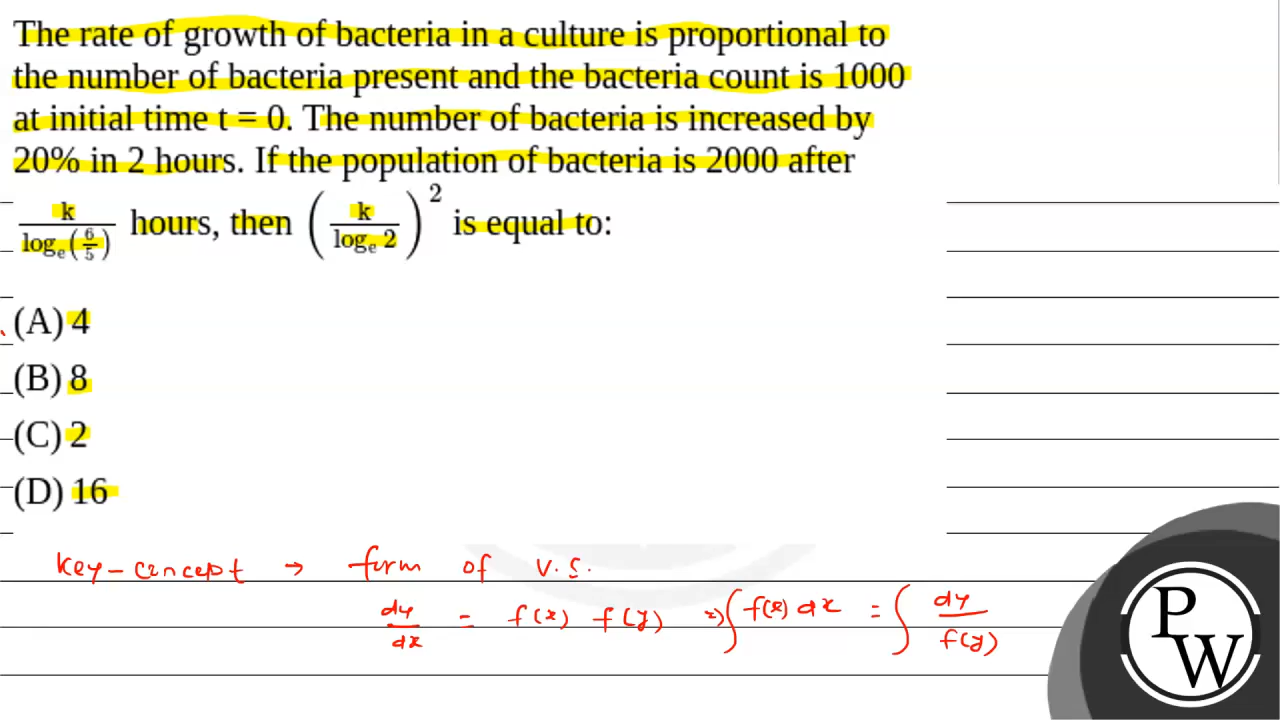 The rate of growth of bacteria in a culture is proportional to
the number of bacteria present and the bacteria count is 1000
at initial time t = 0. The number of bacteria is increased by
20% in 2 hours. If the population of bacteria is 2000 after
k/logₑ(6/5) hours, then (k/logₑ 2)² is equal to:
(A) 4
(B) 8
(C) 2
(D) 16
Key-concept → form of V.S.
dy/dx = f(x) f(y) ⇒ ∫ f(x) dx = ∫ dy/f(y)
P
W